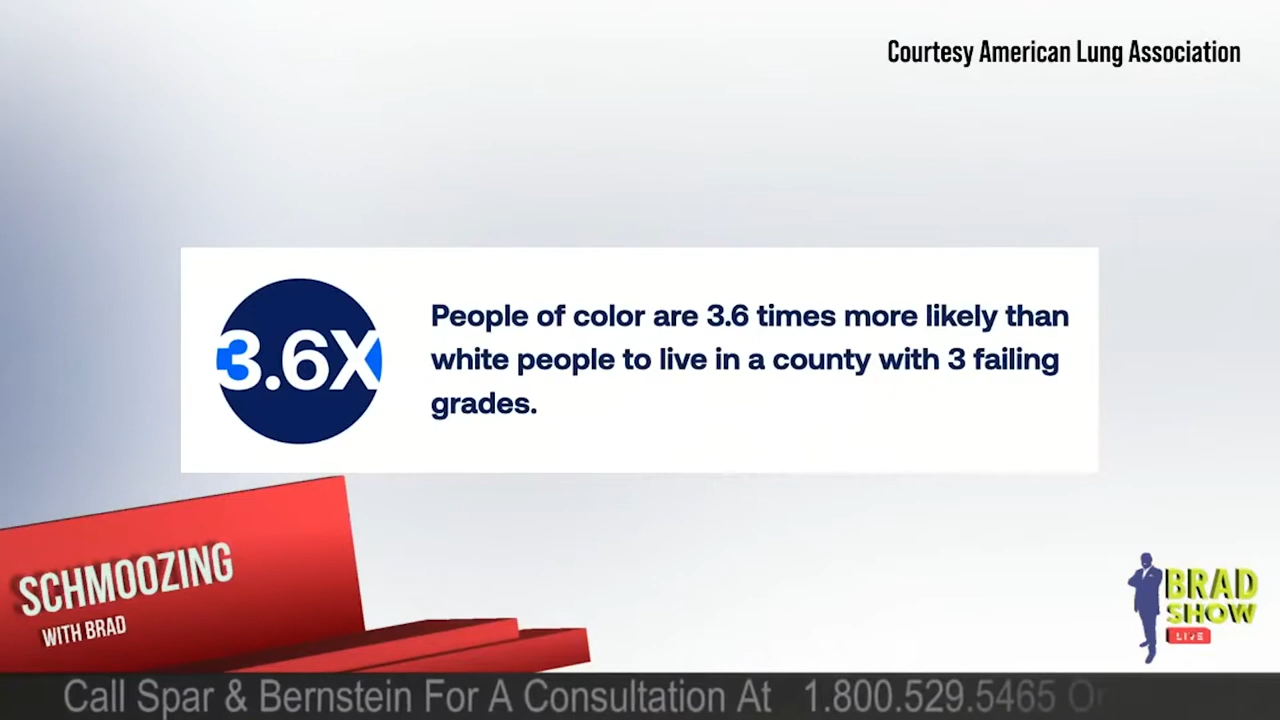 Courtesy American Lung Association
3.6X
People of color are 3.6 times more likely than
white people to live in a county with 3 failing
grades.
SCHMOOZING
WITH BRAD
BRAD
SHOW
LIVE
Call Spar & Bernstein For A Consultation At 1.800.529.5465 Or